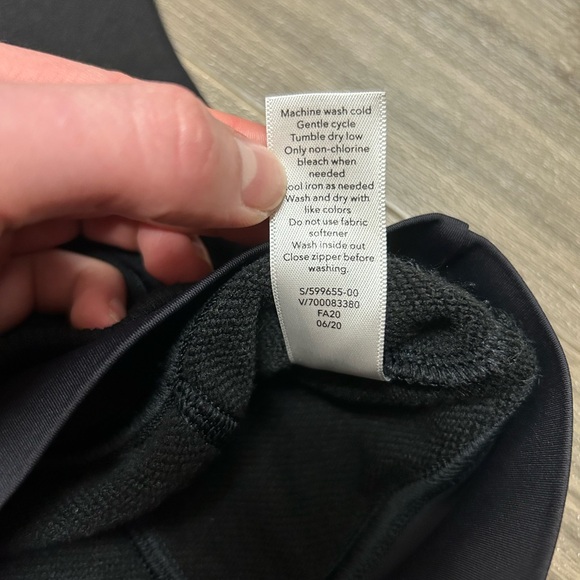 Machine wash cold
Gentle cycle
Tumble dry low
Only non-chlorine
bleach when
needed
ool iron as needed
Wash and dry with
like colors
Do not use fabric
softener
Wash inside out
Close zipper before
washing.
S/599655-00
V/700083380
FA20
06/20